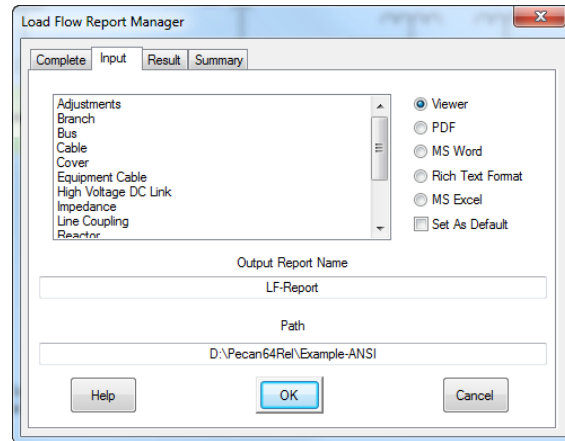 Load Flow Report Manager
Complete Input Result Summary
Adjustments
Branch
Bus
Cable
Cover
Equipment Cable
High Voltage DC Link
Impedance
Line Coupling
Reactor
Viewer
PDF
MS Word
Rich Text Format
MS Excel
Set As Default
Output Report Name
LF-Report
Path
D:\Pecan64Rel\Example-ANSI
Help OK Cancel